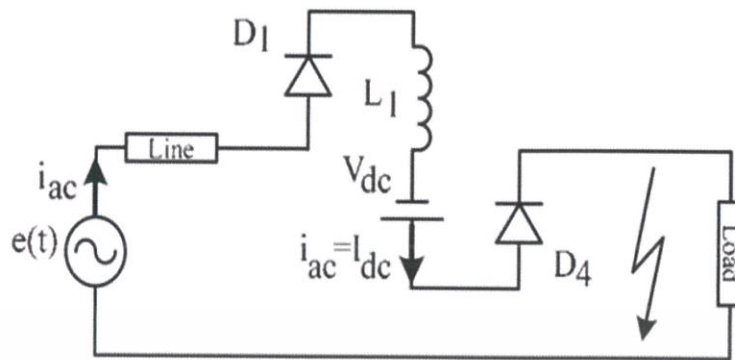 D1
L1
Line
iac
Vdc
e(t)
iac=Idc
D4
Load